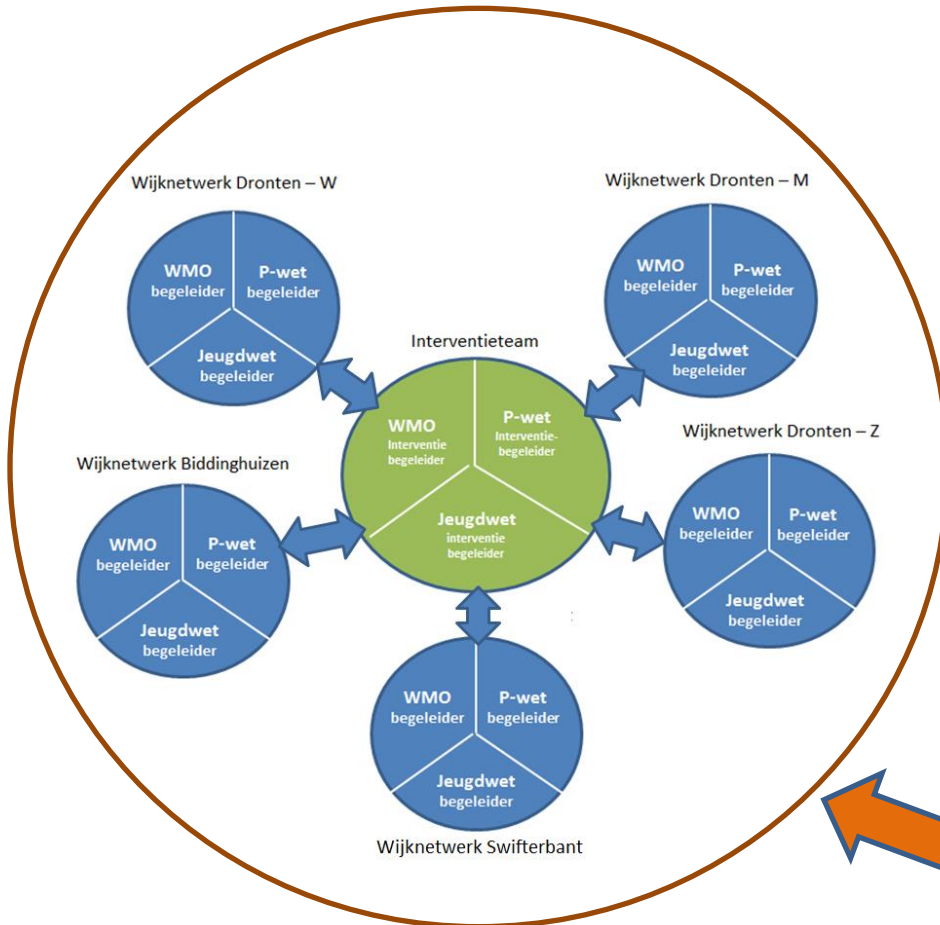 Wijknetwerk Dronten – W
WMO
begeleider
P-wet
begeleider
Jeugdwet
begeleider
Wijknetwerk Dronten – M
WMO
begeleider
P-wet
begeleider
Jeugdwet
begeleider
Interventieteam
WMO
Interventie
begeleider
P-wet
Interventie-
begeleider
Jeugdwet
interventie
begeleider
Wijknetwerk Biddinghuizen
WMO
begeleider
P-wet
begeleider
Jeugdwet
begeleider
Wijknetwerk Dronten – Z
WMO
begeleider
P-wet
begeleider
Jeugdwet
begeleider
:
WMO
begeleider
P-wet
begeleider
Jeugdwet
begeleider
Wijknetwerk Swifterbant